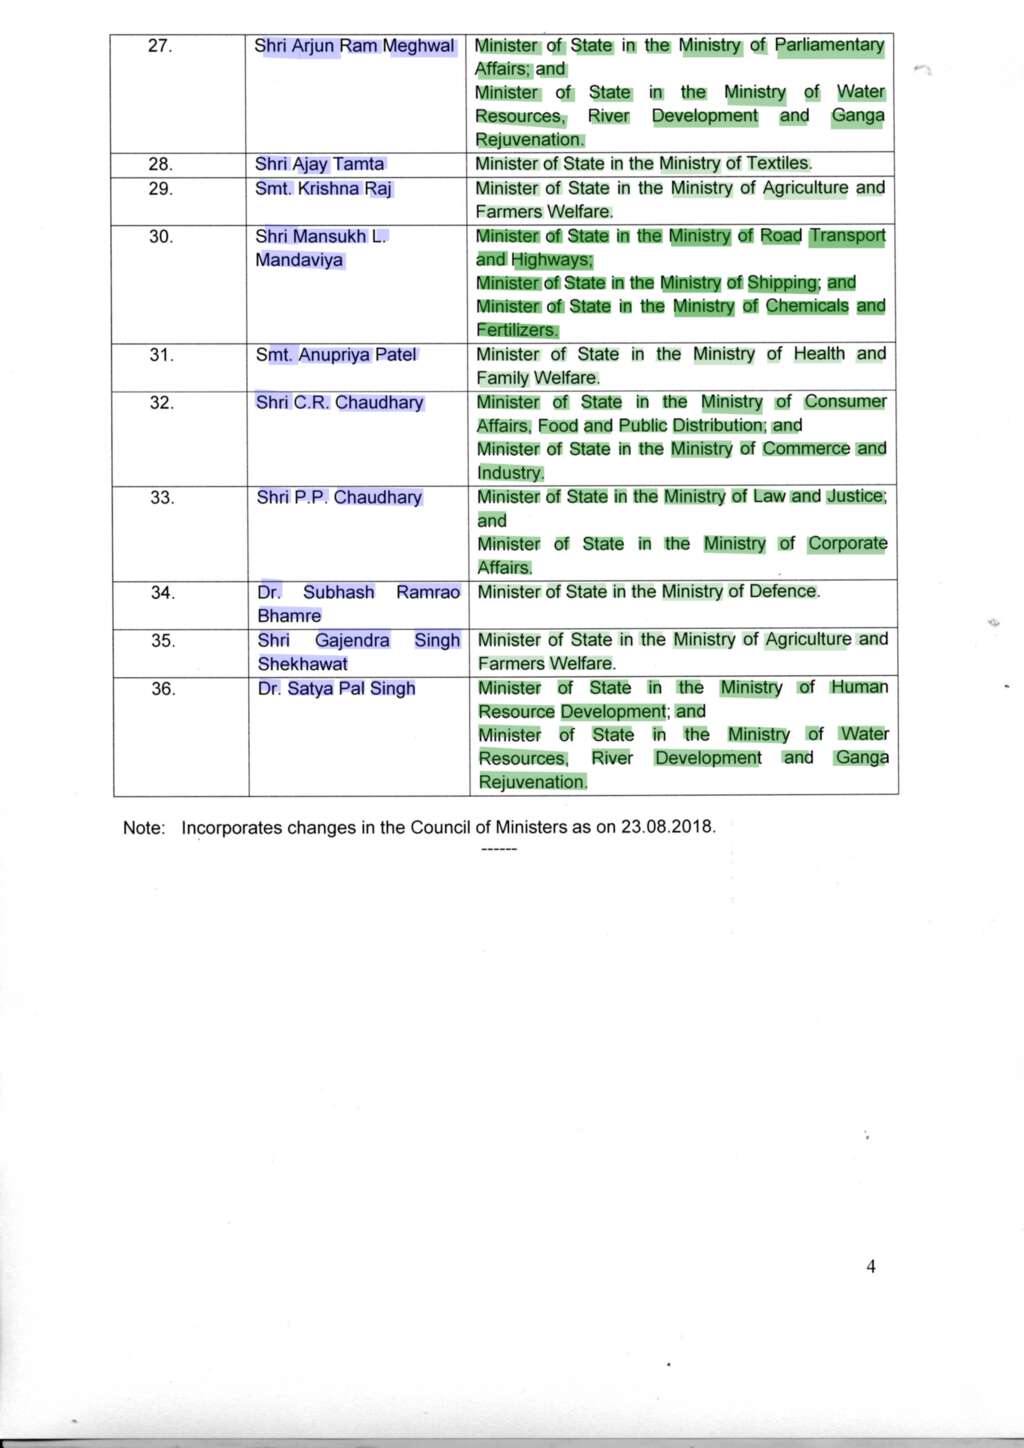 27. Shri Arjun Ram Meghwal Minister of State in the Ministry of Parliamentary
Affairs; and
Minister of State in the Ministry of Water
Resources, River Development and Ganga
Rejuvenation.
28. Shri Ajay Tamta Minister of State in the Ministry of Textiles.
29. Smt. Krishna Raj Minister of State in the Ministry of Agriculture and
Farmers Welfare.
30. Shri Mansukh L. Minister of State in the Ministry of Road Transport
Mandaviya and Highways;
Minister of State in the Ministry of Shipping; and
Minister of State in the Ministry of Chemicals and
Fertilizers.
31. Smt. Anupriya Patel Minister of State in the Ministry of Health and
Family Welfare.
32. Shri C.R. Chaudhary Minister of State in the Ministry of Consumer
Affairs, Food and Public Distribution; and
Minister of State in the Ministry of Commerce and
Industry.
33. Shri P.P. Chaudhary Minister of State in the Ministry of Law and Justice;
and
Minister of State in the Ministry of Corporate
Affairs.
34. Dr. Subhash Ramrao Minister of State in the Ministry of Defence.
Bhamre
35. Shri Gajendra Singh Minister of State in the Ministry of Agriculture and
Shekhawat Farmers Welfare.
36. Dr. Satya Pal Singh Minister of State in the Ministry of Human
Resource Development; and
Minister of State in the Ministry of Water
Resources, River Development and Ganga
Rejuvenation.
Note: Incorporates changes in the Council of Ministers as on 23.08.2018.
------
4